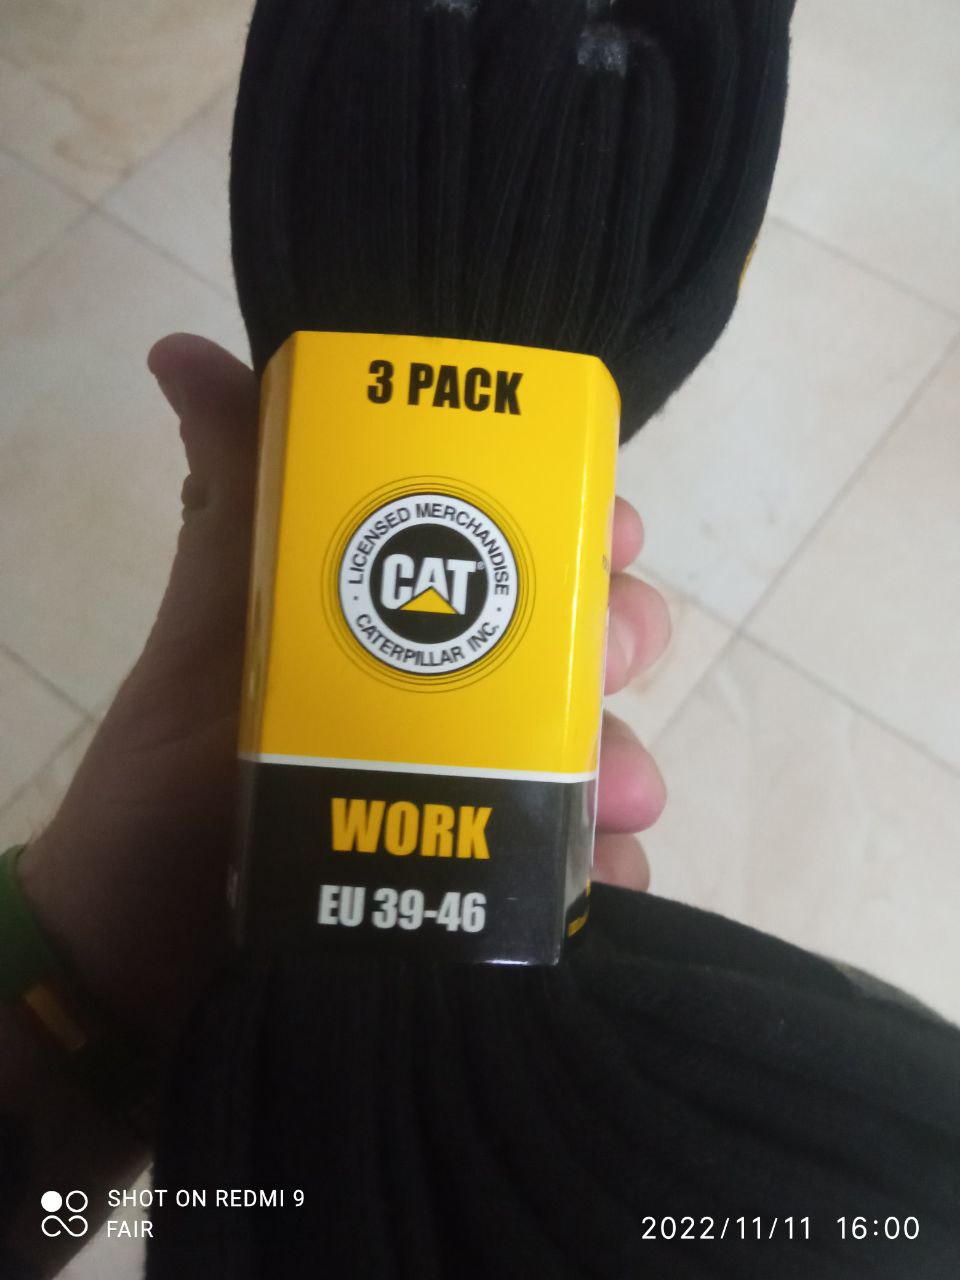 3 PACK
LICENSED MERCHANDISE
CAT®
CATERPILLAR INC.
WORK
EU 39-46
SHOT ON REDMI 9
FAIR
2022/11/11 16:00